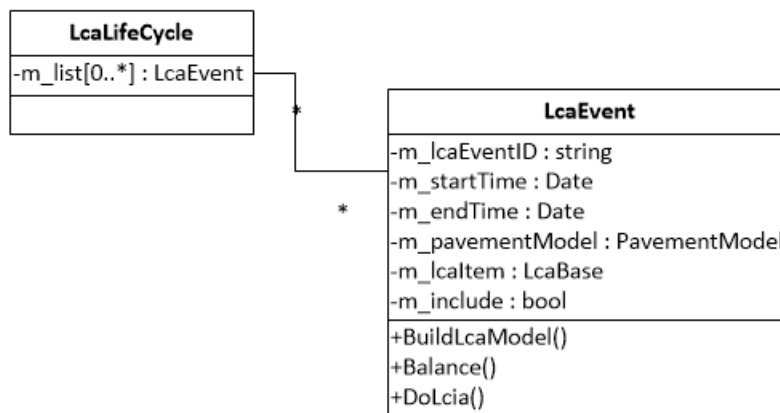 LcaLifeCycle
-m_list[0..*] : LcaEvent
*
LcaEvent
-m_lcaEventID : string
-m_startTime : Date
*
-m_endTime : Date
-m_pavementModel : PavementModel
-m_lcaItem : LcaBase
-m_include : bool
+BuildLcaModel()
+Balance()
+DoLcia()